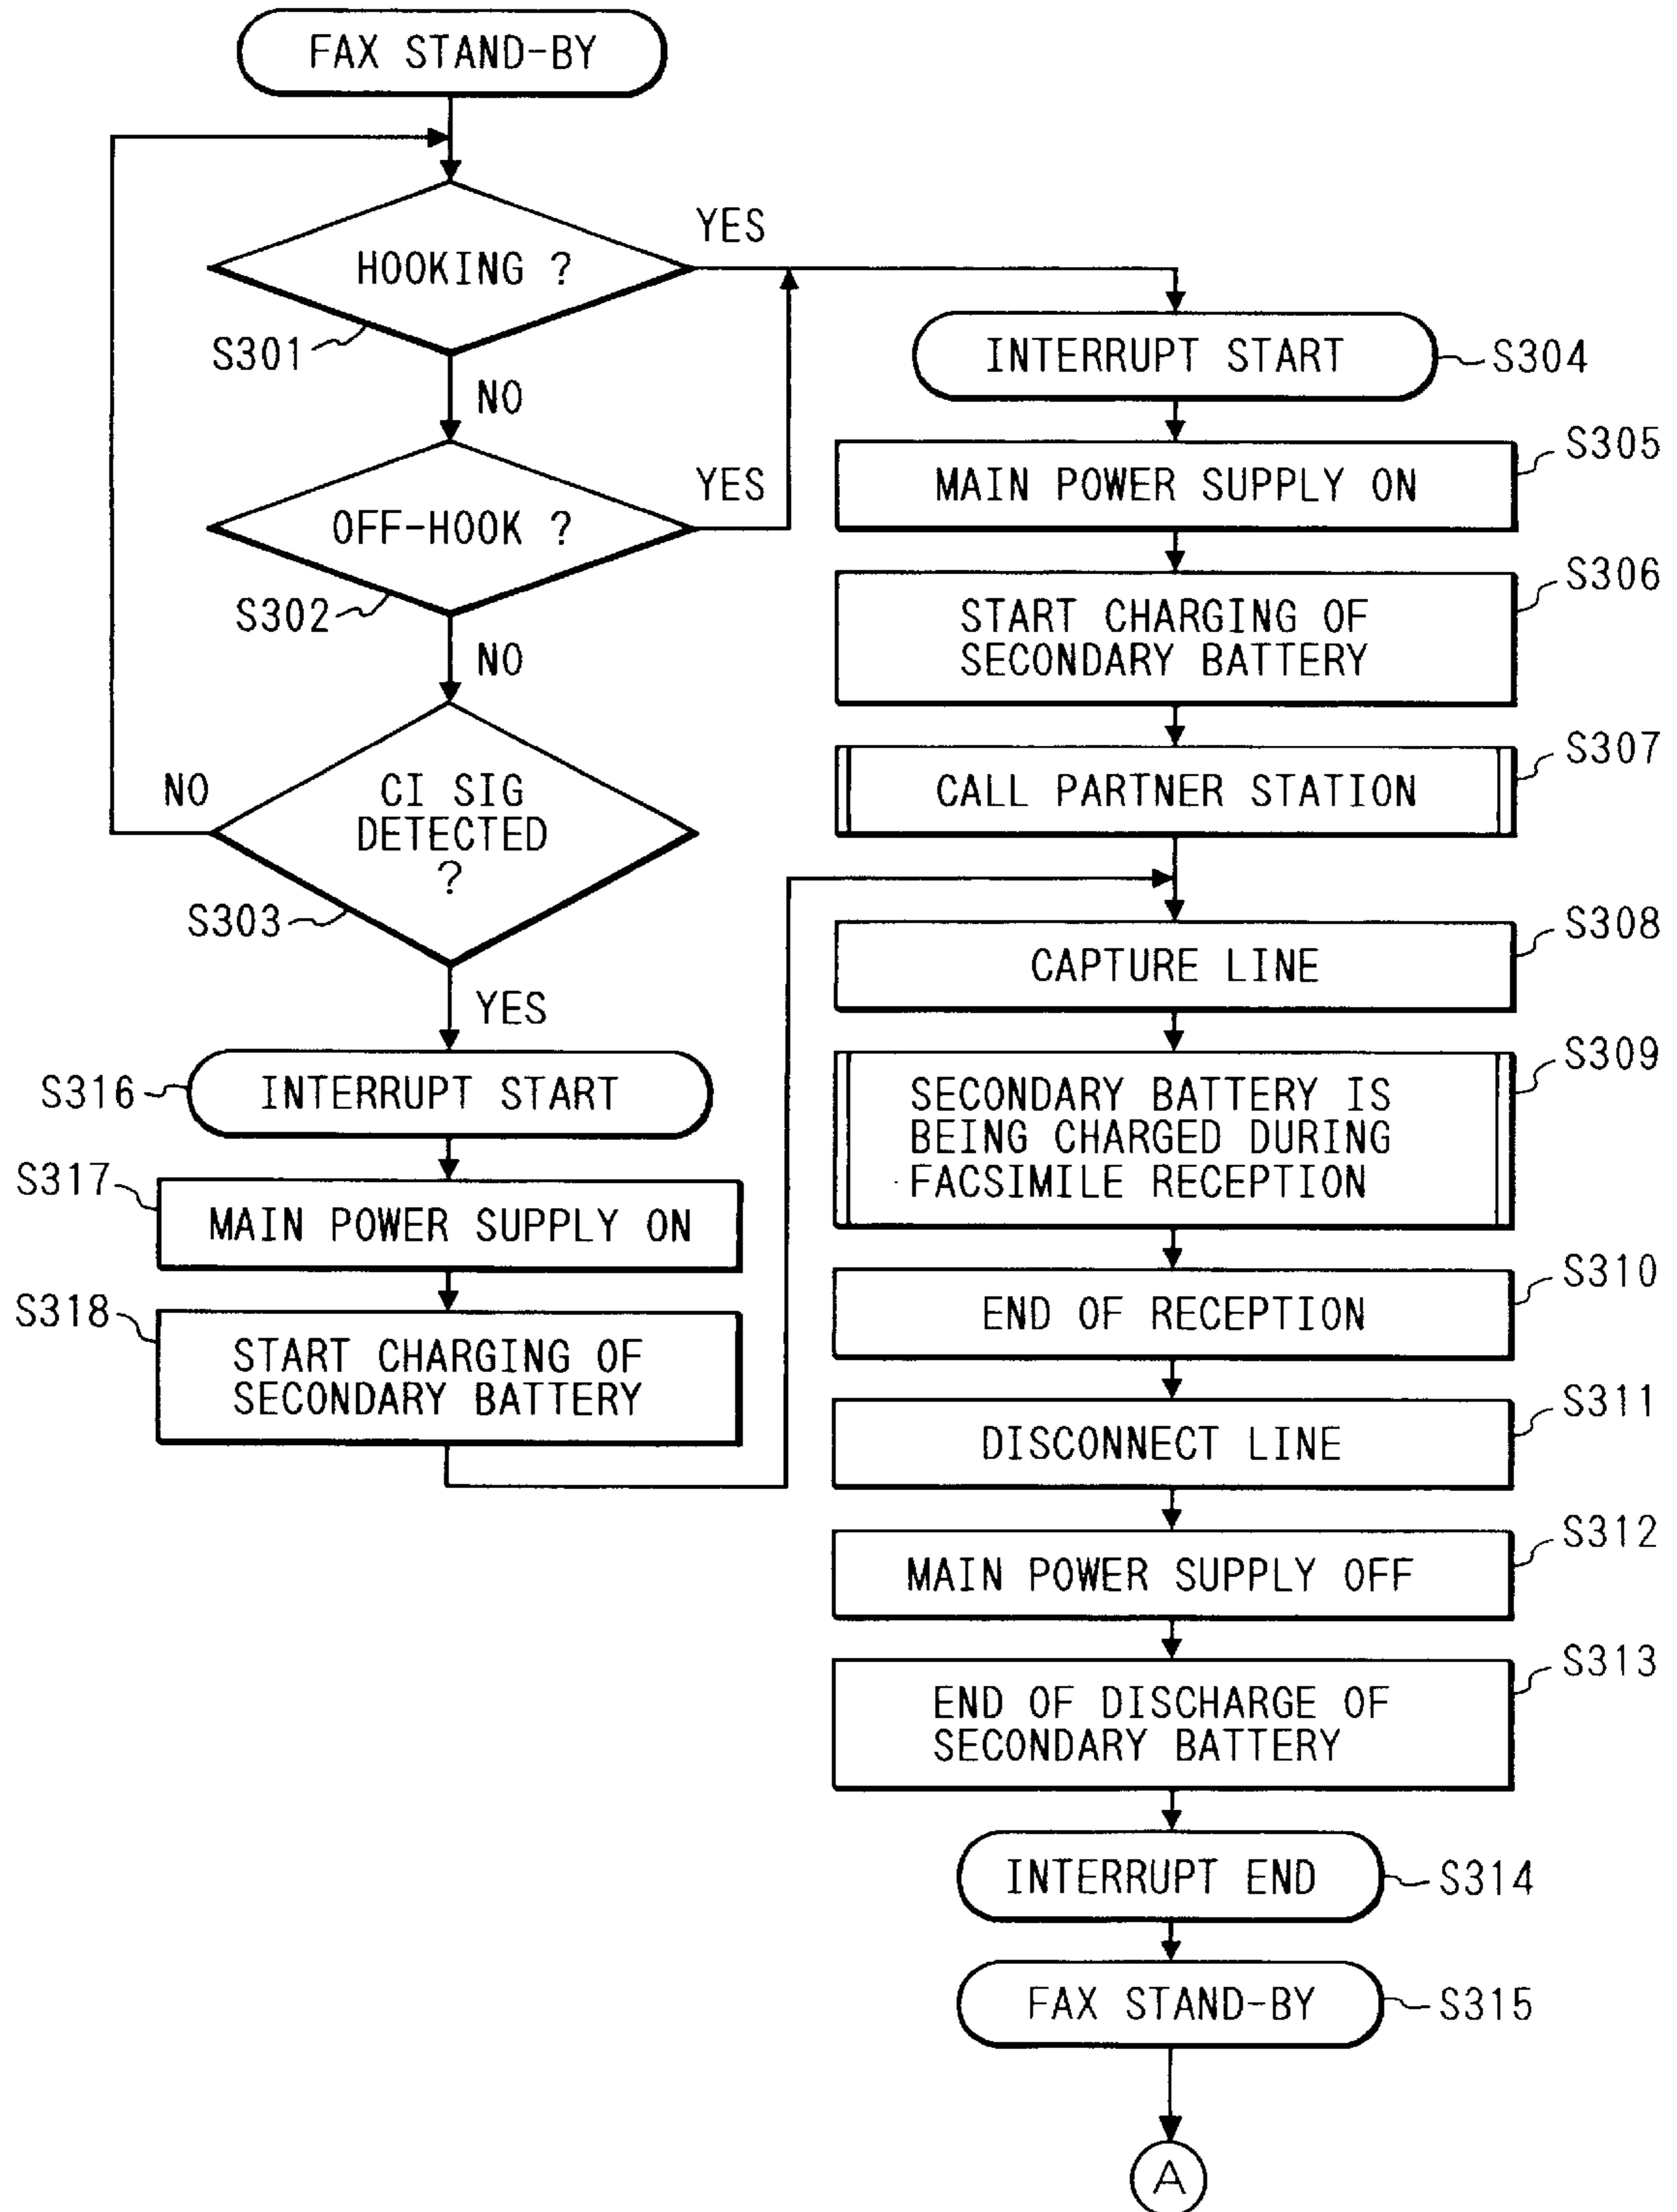 FAX STAND-BY
HOOKING ?
YES
S301
NO
OFF-HOOK ?
YES
S302
NO
CI SIG
DETECTED
?
NO
S303
YES
S316
INTERRUPT START
S317
MAIN POWER SUPPLY ON
S318
START CHARGING OF
SECONDARY BATTERY
INTERRUPT START
S304
S305
MAIN POWER SUPPLY ON
S306
START CHARGING OF
SECONDARY BATTERY
S307
CALL PARTNER STATION
S308
CAPTURE LINE
S309
SECONDARY BATTERY IS
BEING CHARGED DURING
FACSIMILE RECEPTION
S310
END OF RECEPTION
S311
DISCONNECT LINE
S312
MAIN POWER SUPPLY OFF
S313
END OF DISCHARGE OF
SECONDARY BATTERY
INTERRUPT END
S314
FAX STAND-BY
S315
A